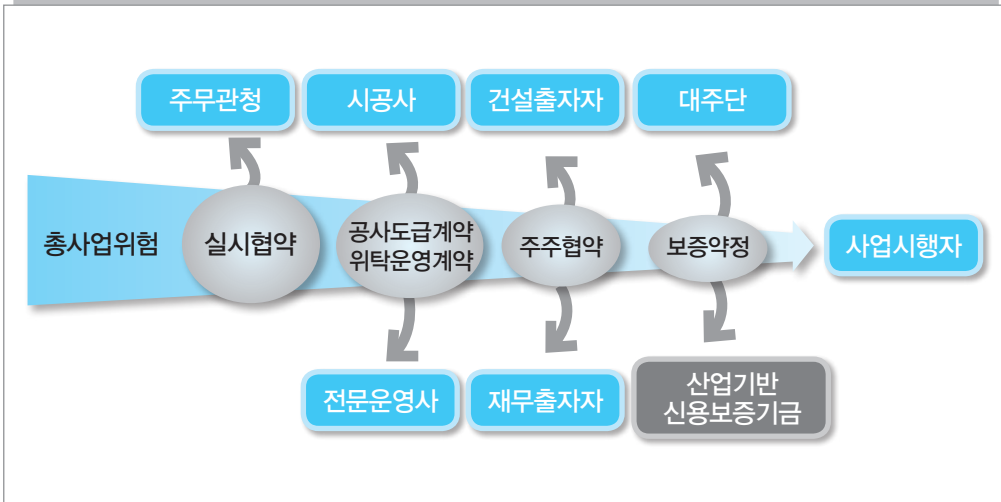 주무관청
시공사
건설출자자
대주단
총사업위험
실시협약
공사도급계약
위탁운영계약
주주협약
보증약정
사업시행자
전문운영사
재무출자자
산업기반
신용보증기금